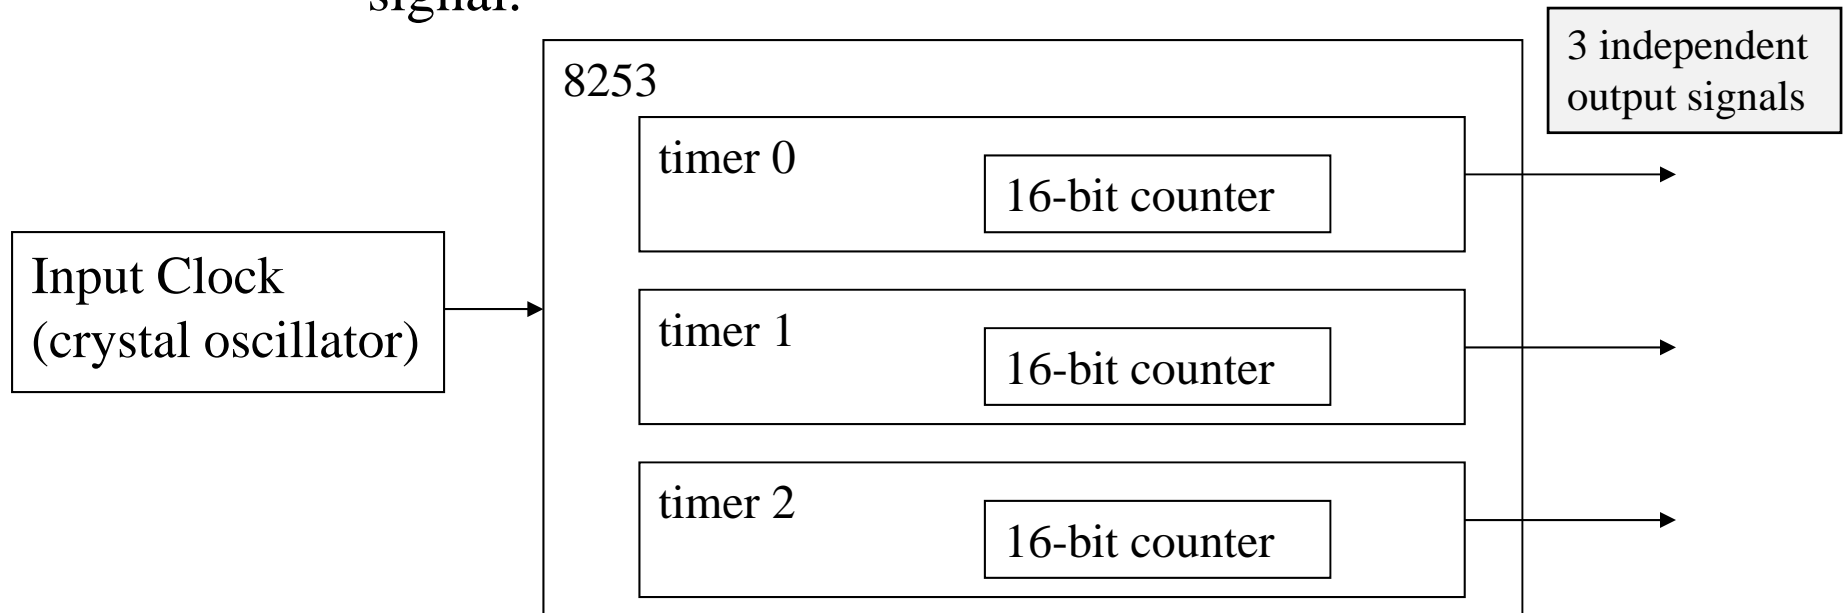 signal.
3 independent
output signals
8253
timer 0
16-bit counter
Input Clock
(crystal oscillator)
timer 1
16-bit counter
timer 2
16-bit counter